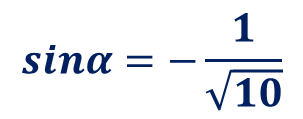 sinα = − 1/√10